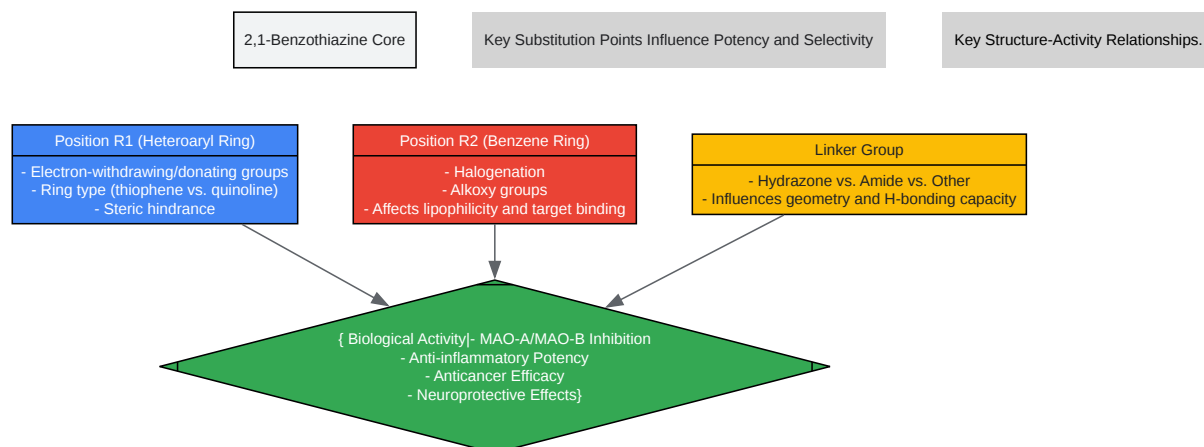 2,1-Benzothiazine Core
Key Substitution Points Influence Potency and Selectivity
Key Structure-Activity Relationships.
Position R1 (Heteroaryl Ring)
- Electron-withdrawing/donating groups
- Ring type (thiophene vs. quinoline)
- Steric hindrance
Position R2 (Benzene Ring)
- Halogenation
- Alkoxy groups
- Affects lipophilicity and target binding
Linker Group
- Hydrazone vs. Amide vs. Other
- Influences geometry and H-bonding capacity
{ Biological Activity|- MAO-A/MAO-B Inhibition
- Anti-inflammatory Potency
- Anticancer Efficacy
- Neuroprotective Effects}